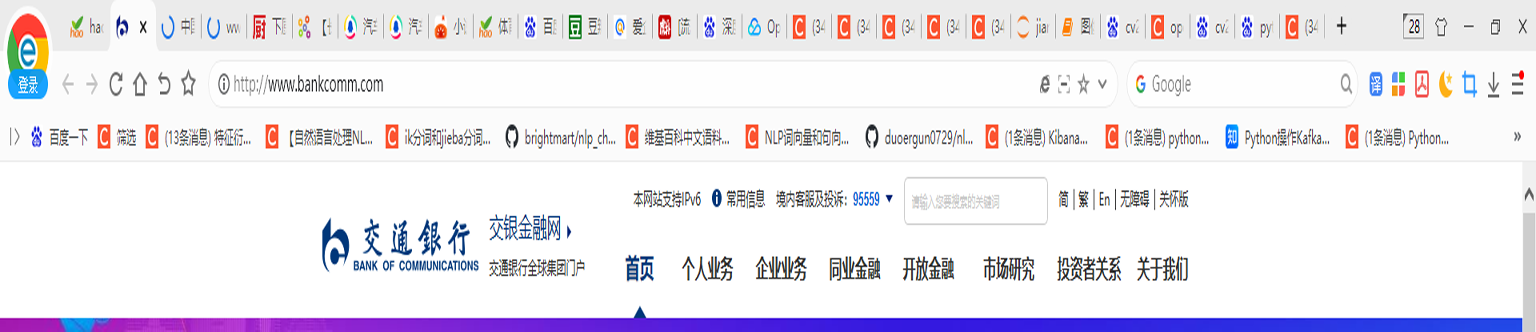 hao 中 ww 下 【 汽车 汽车 小 体 百 豆 爱 [流 深 Op (34 (34 (34 (34 (34 jia 图 cv2 op cv2 pyt (34 + 28
登录 http://www.bankcomm.com Google 译
百度一下 筛选 (13条消息) 特征衍... 【自然语言处理NL... ik分词和jieba分词... brightmart/nlp_ch... 维基百科中文语料... NLP词向量和句向... duoergun0729/nl... (1条消息) Kibana... (1条消息) python... Python操作Kafka... (1条消息) Python... »
本网站支持IPv6 常用信息 境内客服及投诉：95559 请输入您要搜索的关键词 简 | 繁 | En | 无障碍 | 关怀版
交通銀行 交银金融网
BANK OF COMMUNICATIONS 交通银行全球集团门户
首页 个人业务 企业业务 同业金融 开放金融 市场研究 投资者关系 关于我们